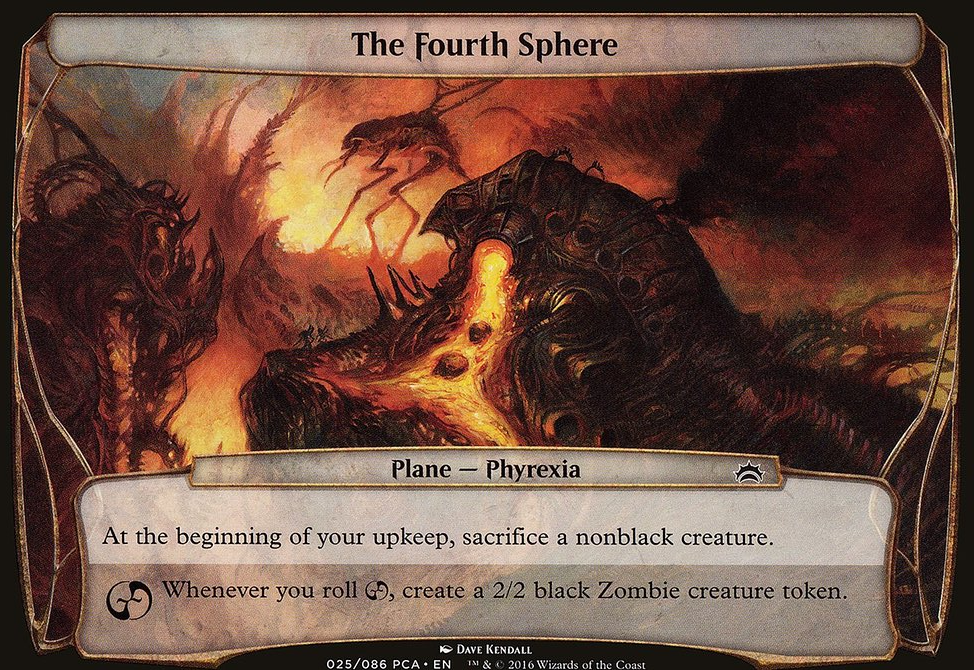 The Fourth Sphere
Plane — Phyrexia
At the beginning of your upkeep, sacrifice a nonblack creature.
Whenever you roll , create a 2/2 black Zombie creature token.
Dave Kendall
025/086 PCA • EN ™ & © 2016 Wizards of the Coast